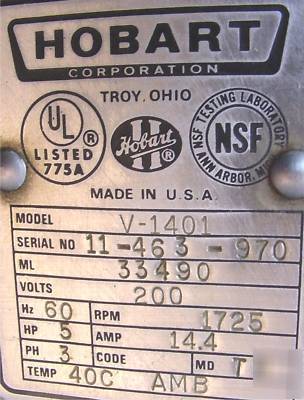 HOBART
CORPORATION
TROY, OHIO
UL ®
LISTED
775A
Hobart
H ®
NSF TESTING LABORATORY
NSF
ANN ARBOR, MI
MADE IN U.S.A.
MODEL V-1401
SERIAL NO 11-463-970
ML 33490
VOLTS 200
Hz 60 RPM 1725
HP 5 AMP 14.4
PH 3 CODE MD T
TEMP 40C AMB